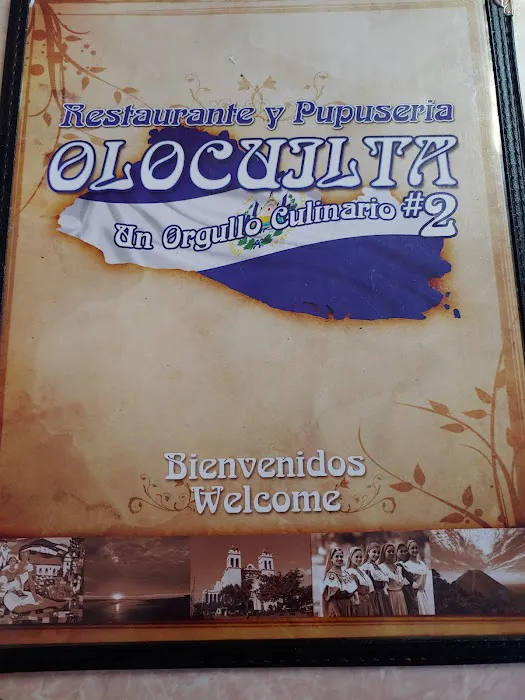 Restaurante y Pupuseria
OLOCUILTA
Un Orgullo Culinario #2
Bienvenidos
Welcome